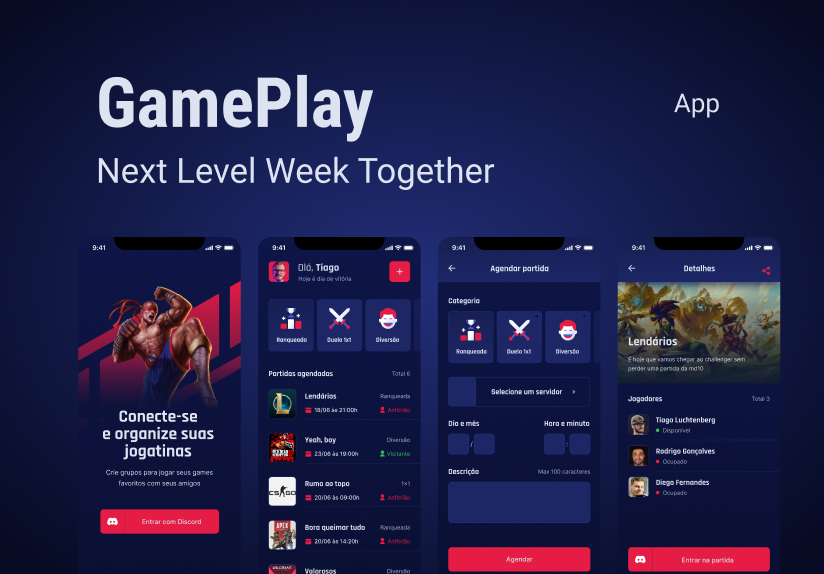 GamePlay
App
Next Level Week Together
9:41
Conecte-se
e organize suas
jogatinas
Crie grupos para jogar seus games
favoritos com seus amigos
Entrar com Discord
9:41
Olá, Tiago
Hoje é dia de vitória
+
Ranqueada
Duelo 1x1
Diversão
Partidas agendadas
Total 6
Lendários
Ranqueada
18/06 às 21:00h
Anfitrião
Yeah, boy
Diversão
23/06 às 19:00h
Visitante
CS:GO
Rumo ao topo
1x1
20/06 às 09:00h
Anfitrião
APEX
Bora queimar tudo
Ranqueada
20/06 às 14:20h
Anfitrião
Valorosos
Diversão
9:41
Agendar partida
Categoria
Ranqueada
Duelo 1x1
Diversão
Selecione um servidor
Dia e mês
Hora e minuto
/
:
Descrição
Max 100 caracteres
Agendar
9:41
Detalhes
Lendários
É hoje que vamos chegar ao challenger sem
perder uma partida da md10
Jogadores
Total 3
Tiago Luchtenberg
Disponível
Rodrigo Gonçalves
Ocupado
Diego Fernandes
Ocupado
Entrar na partida